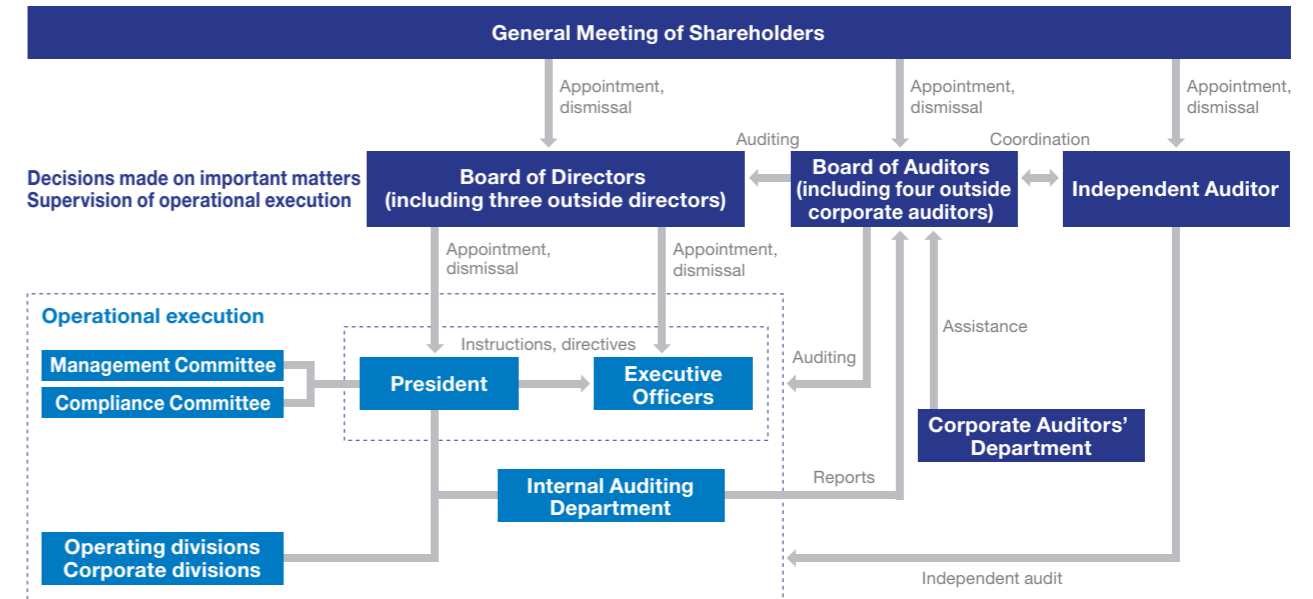 General Meeting of Shareholders
Appointment,
dismissal
Appointment,
dismissal
Appointment,
dismissal
Auditing
Coordination
Decisions made on important matters
Supervision of operational execution
Board of Directors
(including three outside directors)
Board of Auditors
(including four outside
corporate auditors)
Independent Auditor
Appointment,
dismissal
Appointment,
dismissal
Operational execution
Instructions, directives
Assistance
Management Committee
Compliance Committee
President
Executive
Officers
Auditing
Corporate Auditors’
Department
Internal Auditing
Department
Reports
Operating divisions
Corporate divisions
Independent audit